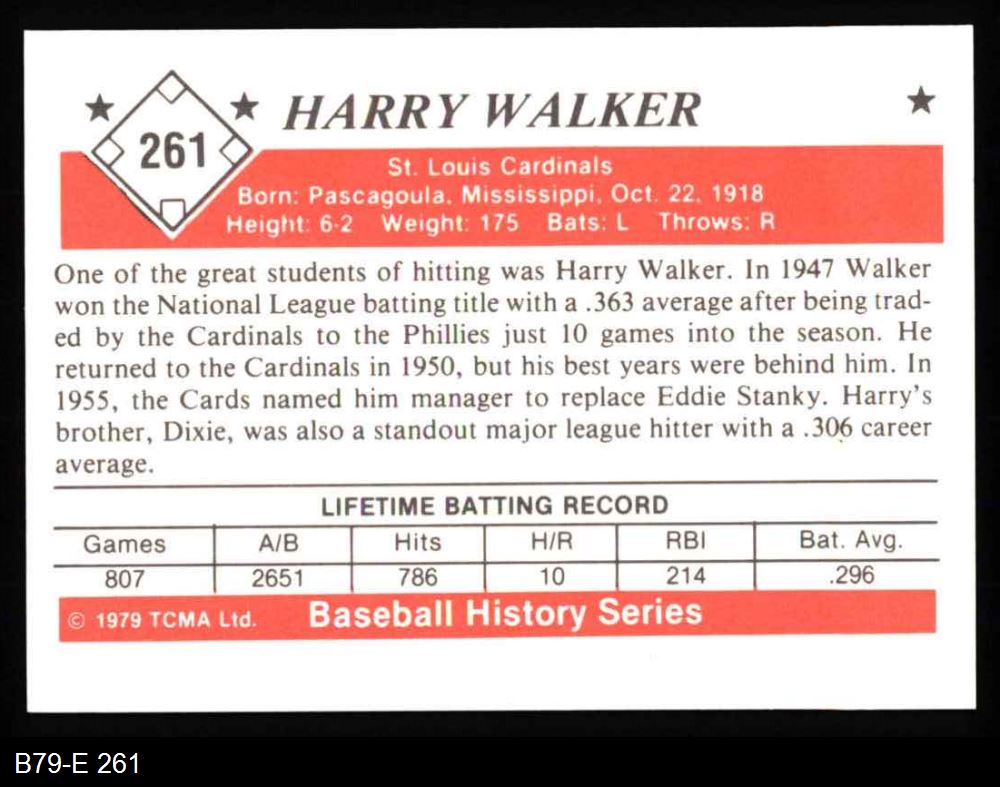 261
HARRY WALKER
St. Louis Cardinals
Born: Pascagoula, Mississippi, Oct. 22, 1918
Height: 6-2 Weight: 175 Bats: L Throws: R
One of the great students of hitting was Harry Walker. In 1947 Walker
won the National League batting title with a .363 average after being trad-
ed by the Cardinals to the Phillies just 10 games into the season. He
returned to the Cardinals in 1950, but his best years were behind him. In
1955, the Cards named him manager to replace Eddie Stanky. Harry's
brother, Dixie, was also a standout major league hitter with a .306 career
average.
LIFETIME BATTING RECORD
Games A/B Hits H/R RBI Bat. Avg.
807 2651 786 10 214 .296
© 1979 TCMA Ltd. Baseball History Series
B79-E 261